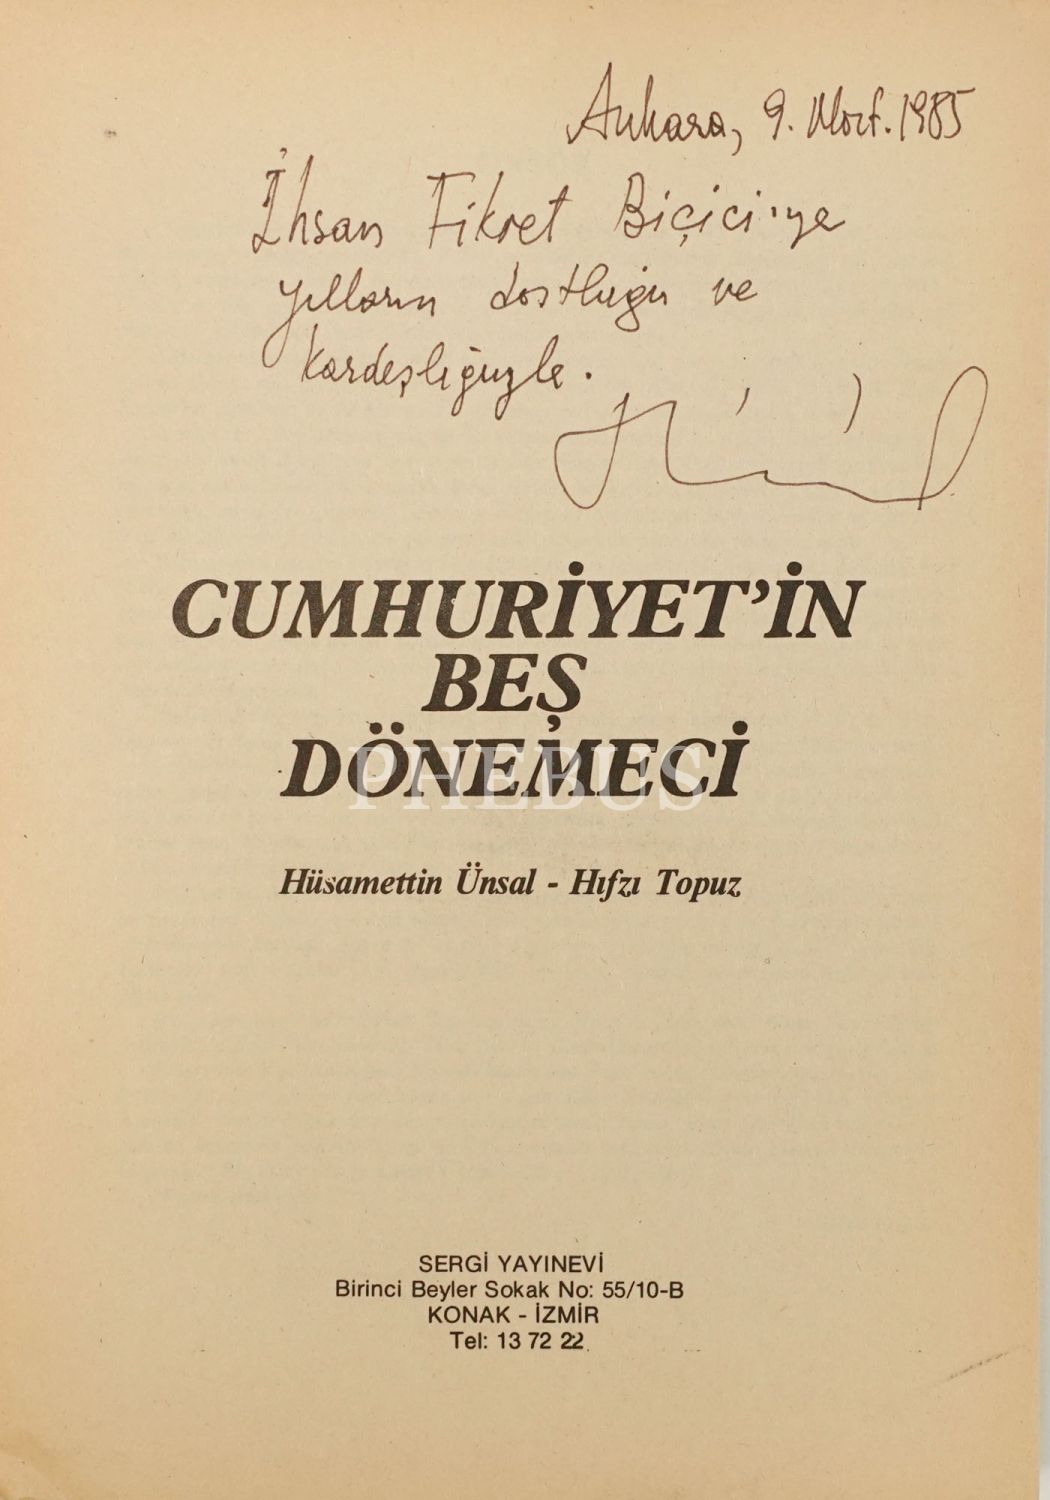 Ankara, 9. Mart. 1985
İhsan Fikret Biçici'ye
yılların dostluğu ve
kardeşliğiyle.
CUMHURİYET'İN
BEŞ
DÖNEMECİ
PHEBUS
Hüsamettin Ünsal - Hıfzı Topuz
SERGİ YAYINEVİ
Birinci Beyler Sokak No: 55/10-B
KONAK - İZMİR
Tel: 13 72 22